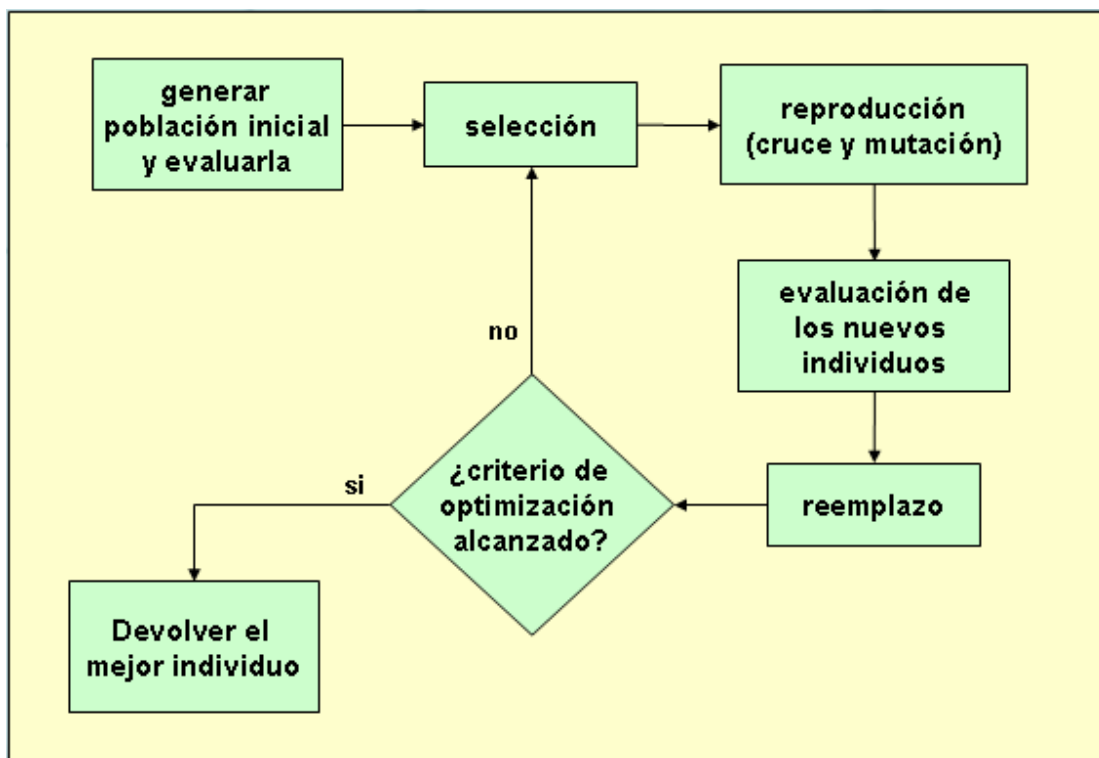 generar
población inicial
y evaluarla
selección
reproducción
(cruce y mutación)
evaluación de
los nuevos
individuos
reemplazo
¿criterio de
optimización
alcanzado?
no
si
Devolver el
mejor individuo